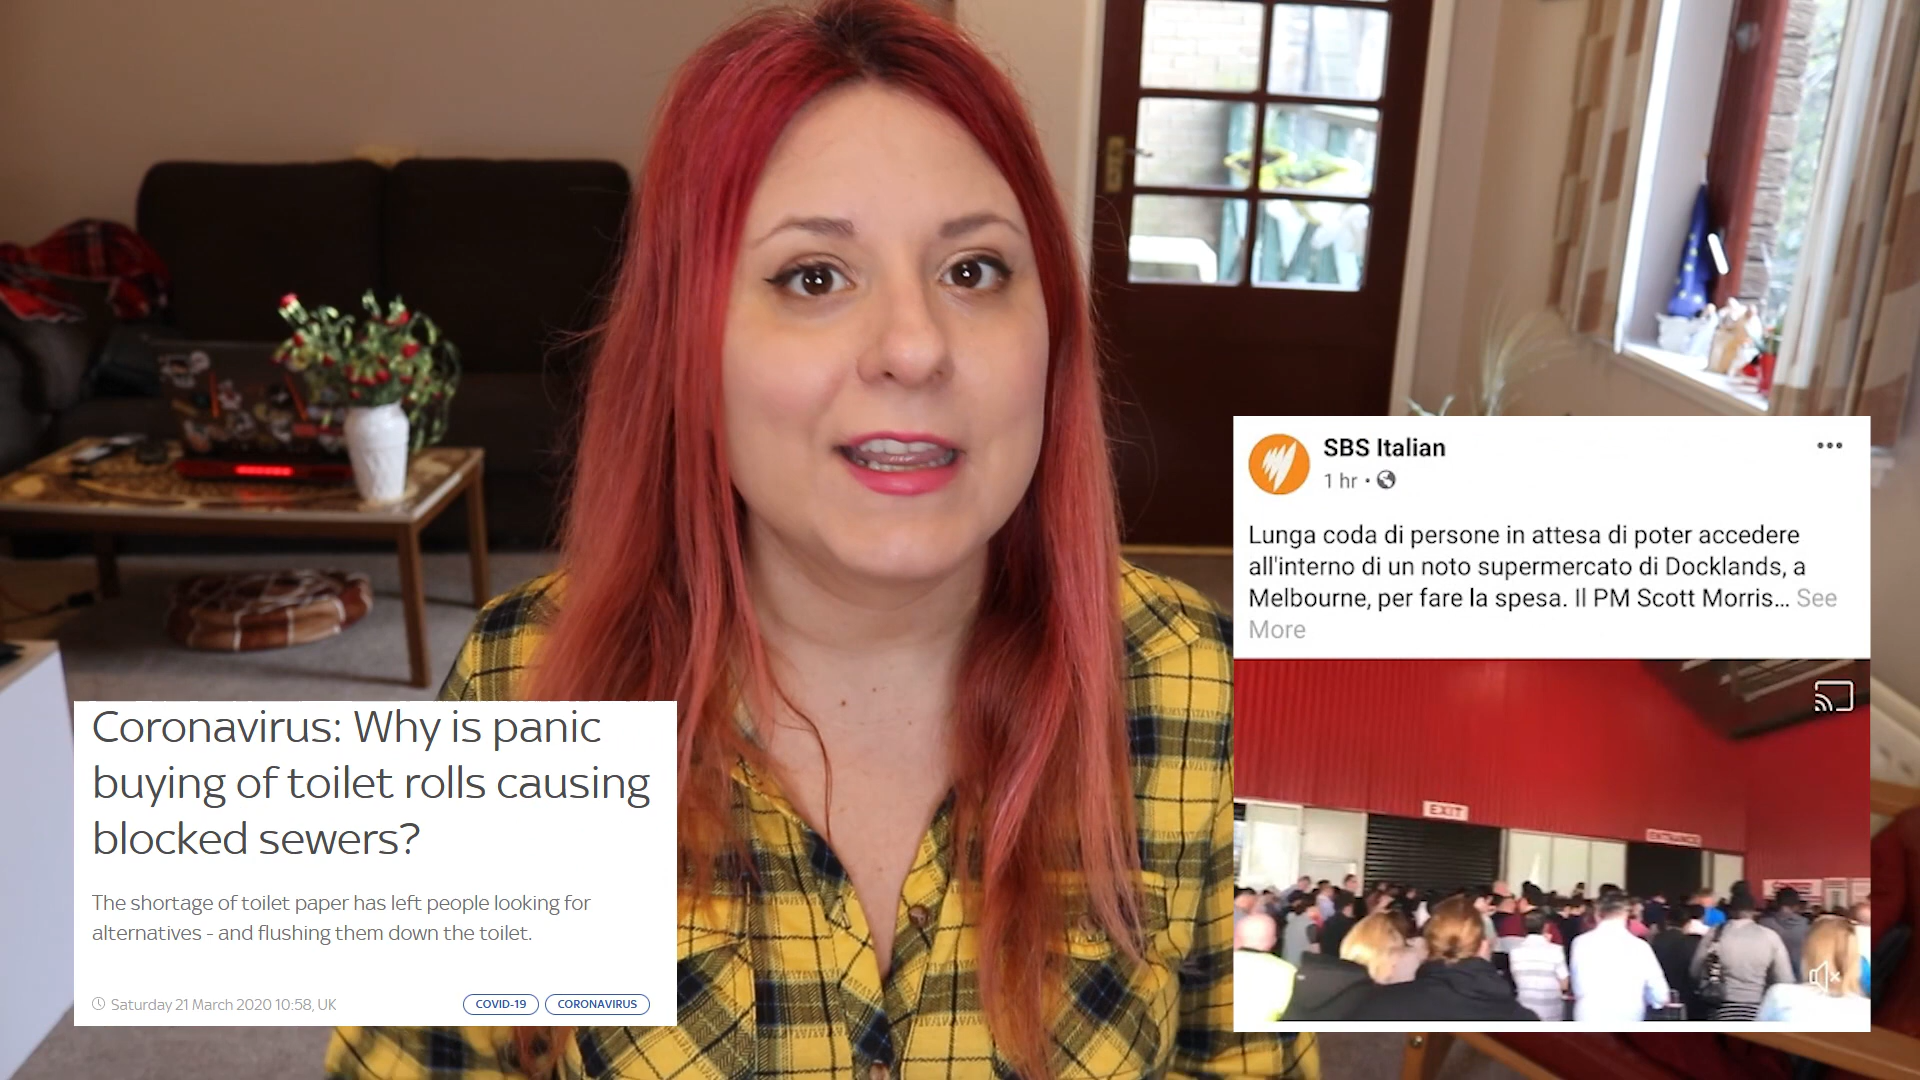 Coronavirus: Why is panic
buying of toilet rolls causing
blocked sewers?
The shortage of toilet paper has left people looking for
alternatives - and flushing them down the toilet.
Saturday 21 March 2020 10:58, UK
COVID-19
CORONAVIRUS
SBS Italian
1 hr
Lunga coda di persone in attesa di poter accedere
all'interno di un noto supermercato di Docklands, a
Melbourne, per fare la spesa. Il PM Scott Morris... See
More
EXIT
ENTRANCE